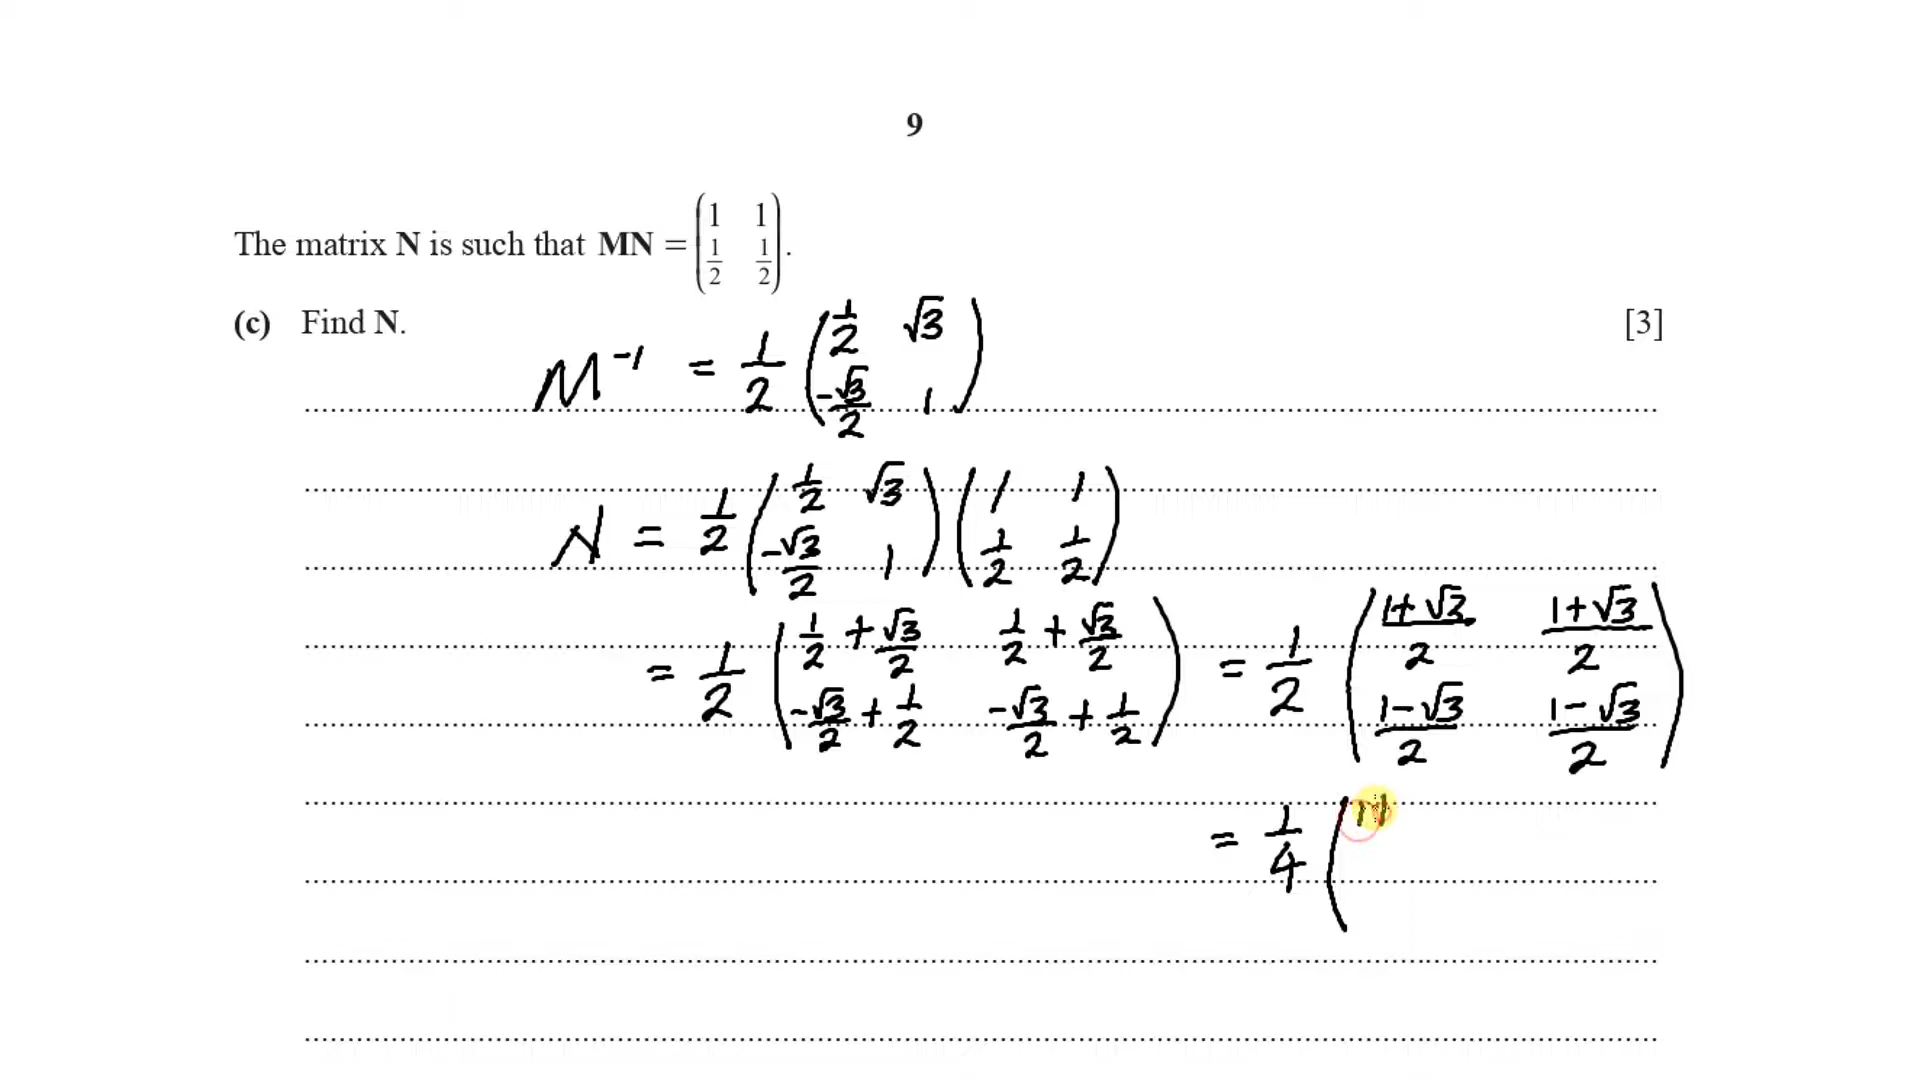 9
The matrix N is such that MN = (1 1 1/2 1/2).
(c) Find N. [3]
M⁻¹ = 1/2 (1/2 √3 -√3/2 1)
N = 1/2 (1/2 √3 -√3/2 1) (1 1 1/2 1/2)
= 1/2 (1/2 + √3/2 1/2 + √3/2 -√3/2 + 1/2 -√3/2 + 1/2) = 1/2 (1+√3/2 1+√3/2 1-√3/2 1-√3/2)
= 1/4 (